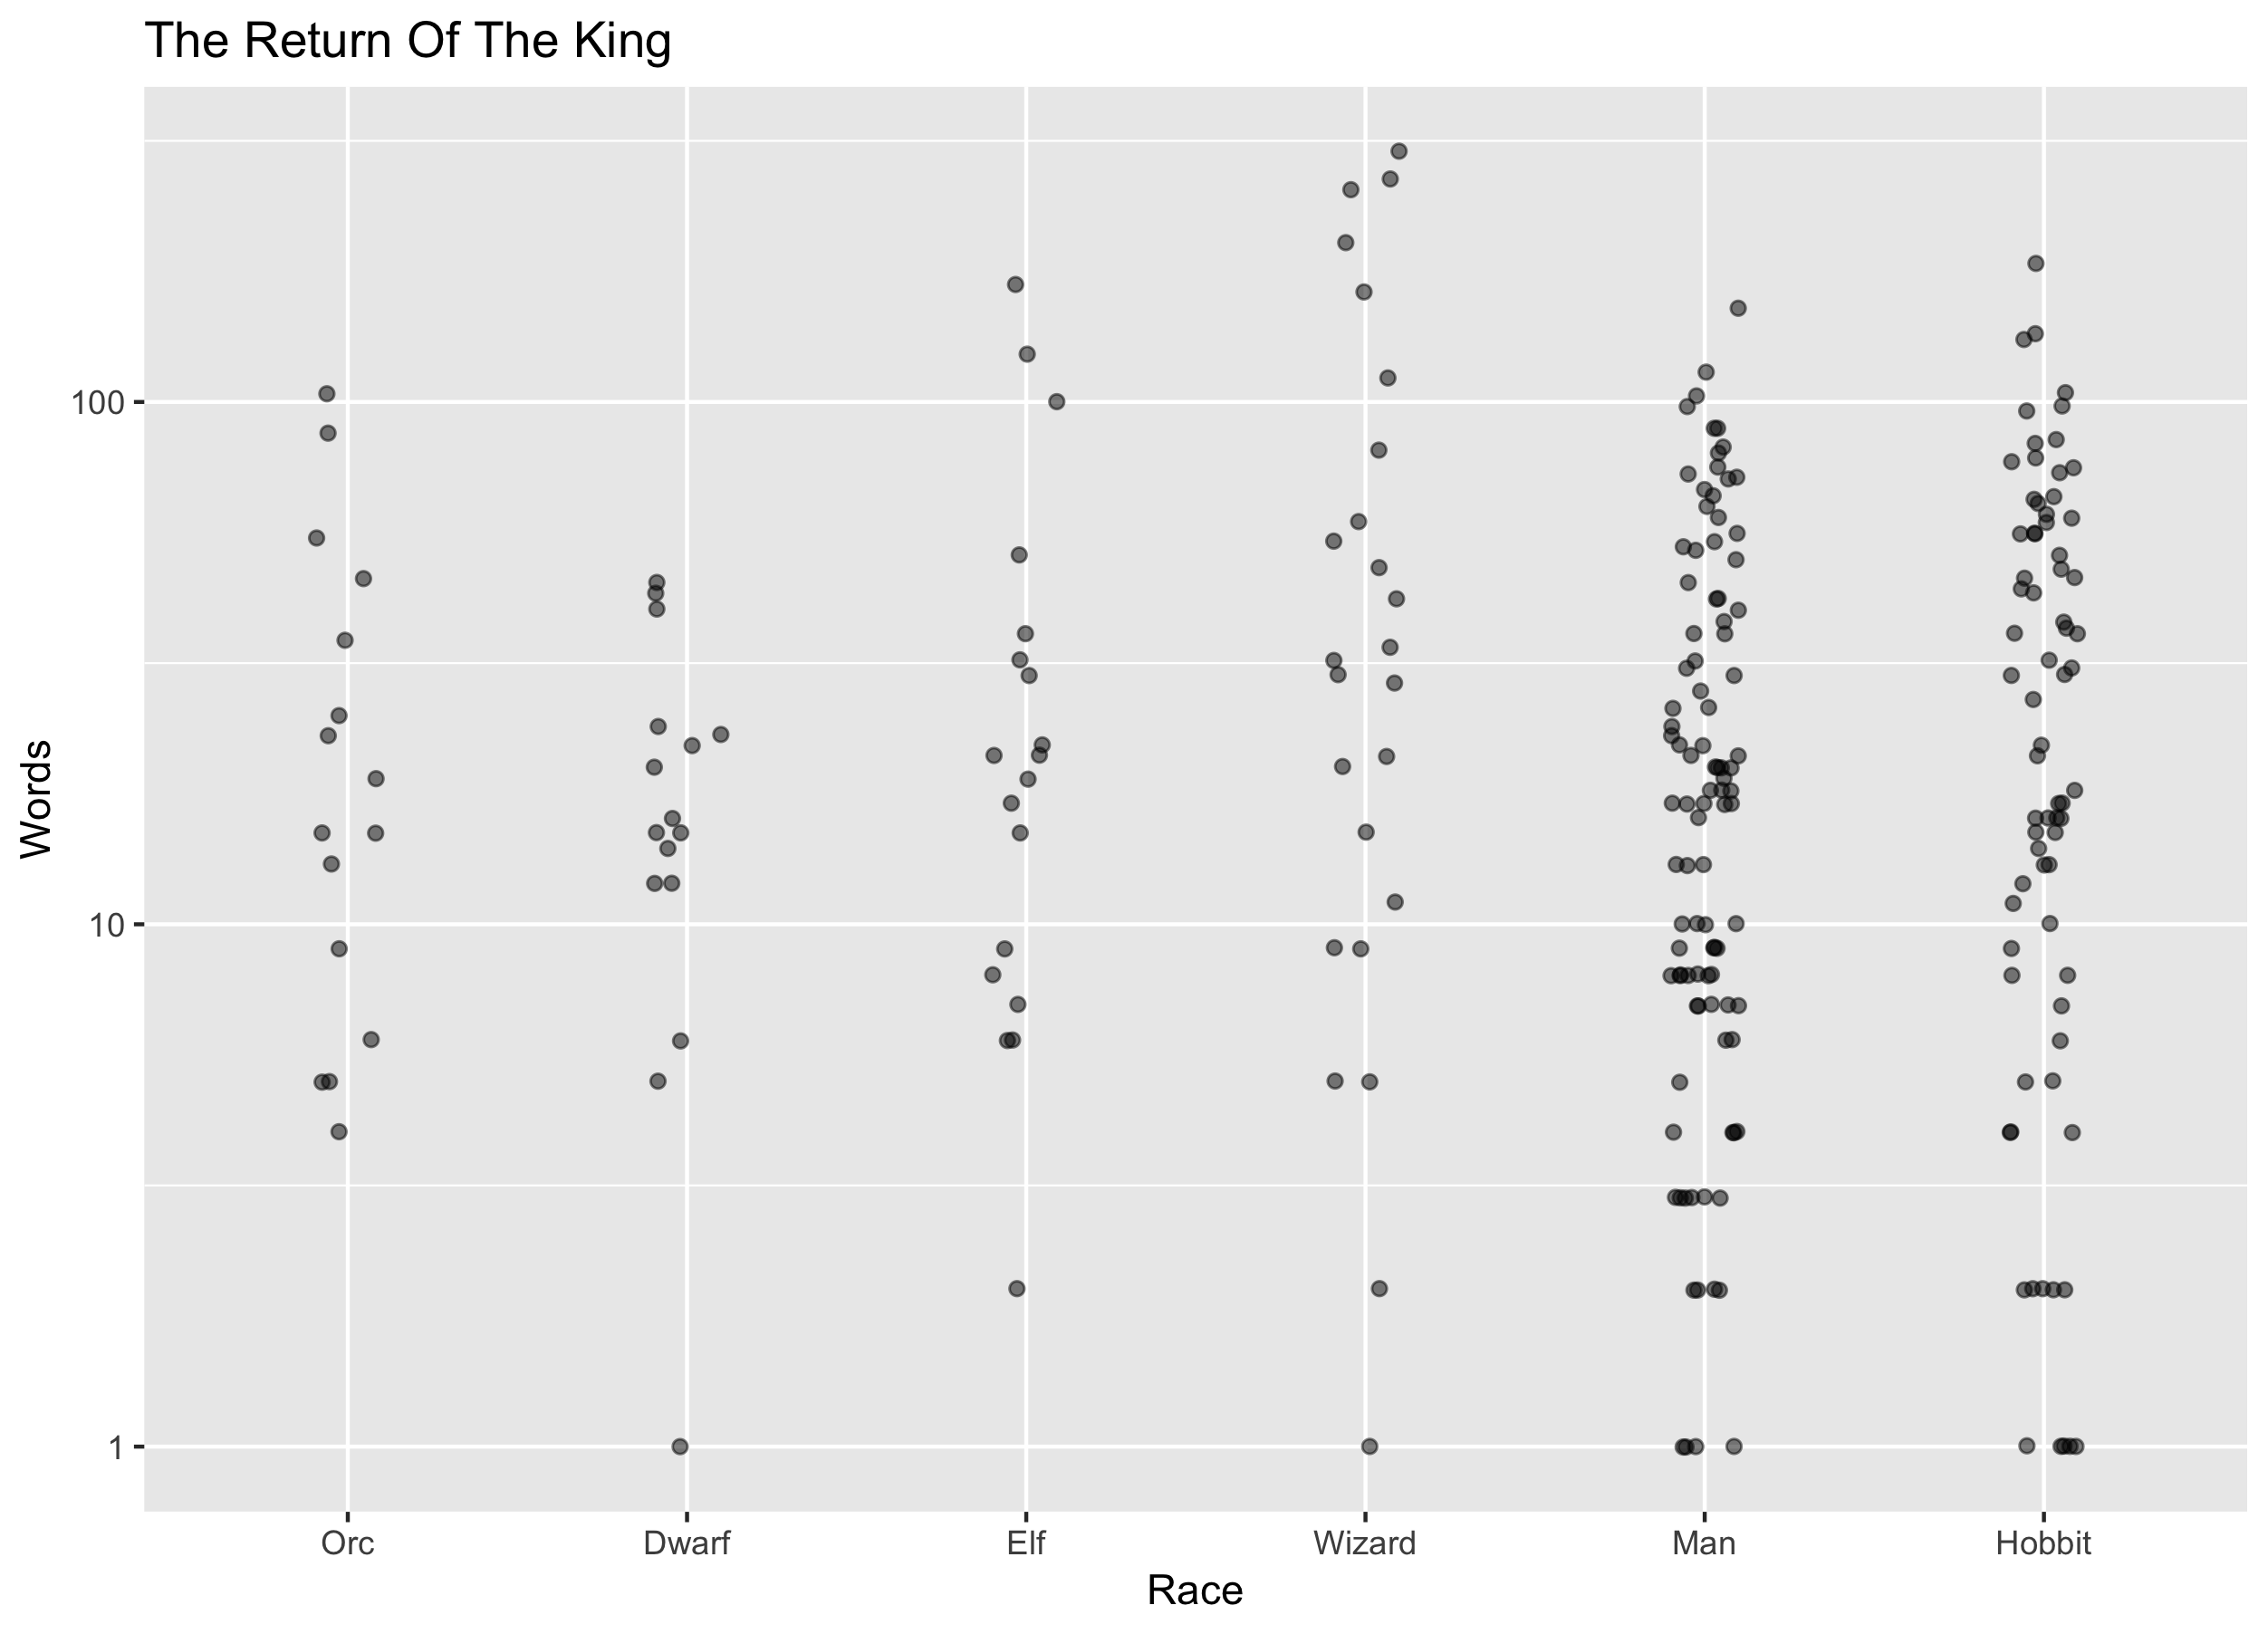 The Return Of The King
Words
100
10
1
Orc Dwarf Elf Wizard Man Hobbit
Race